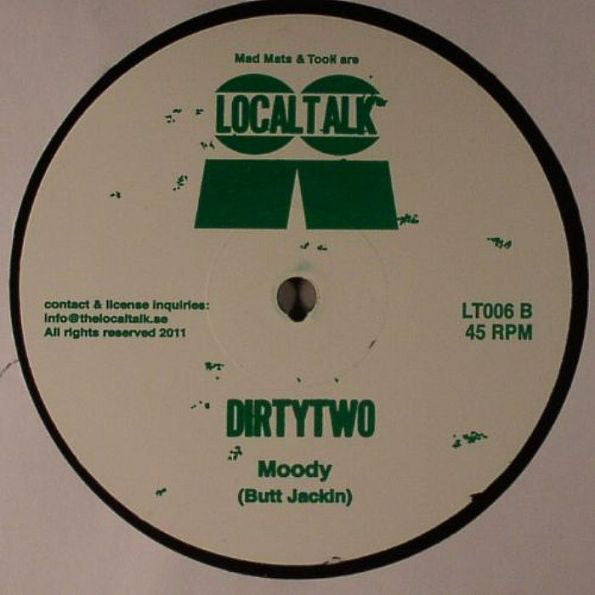 Mad Mats & Tooli are
LOCALTALK
contact & license inquiries:
info@thelocaltalk.se
All rights reserved 2011
LT006 B
45 RPM
DIRTYTWO
Moody
(Butt Jackin)